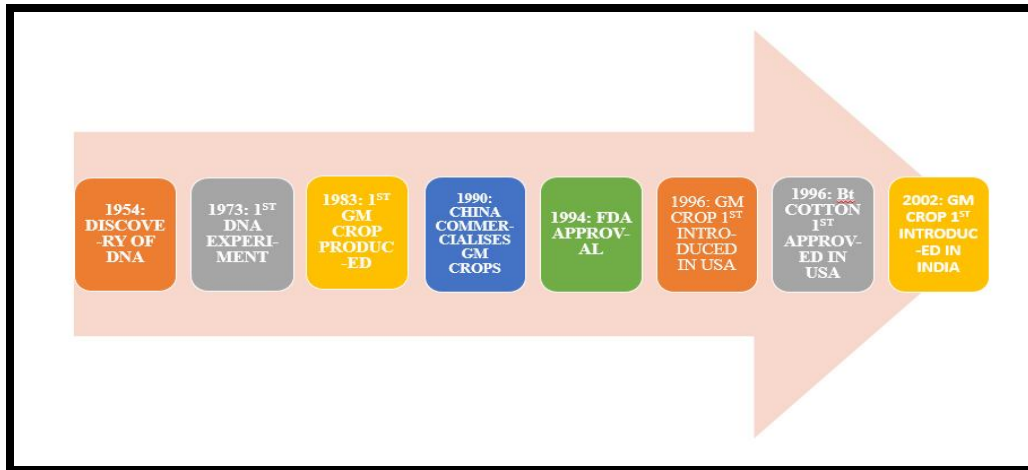 1954:
DISCOVE
-RY OF
DNA
1973: 1ST
DNA
EXPERI-
MENT
1983: 1ST
GM
CROP
PRODUC
-ED
1990:
CHINA
COMMER-
CIALISES
GM
CROPS
1994: FDA
APPROV-
AL
1996: GM
CROP 1ST
INTRO-
DUCED
IN USA
1996: Bt
COTTON
1ST
APPROV-
ED IN
USA
2002: GM
CROP 1ST
INTRODUC
-ED IN
INDIA